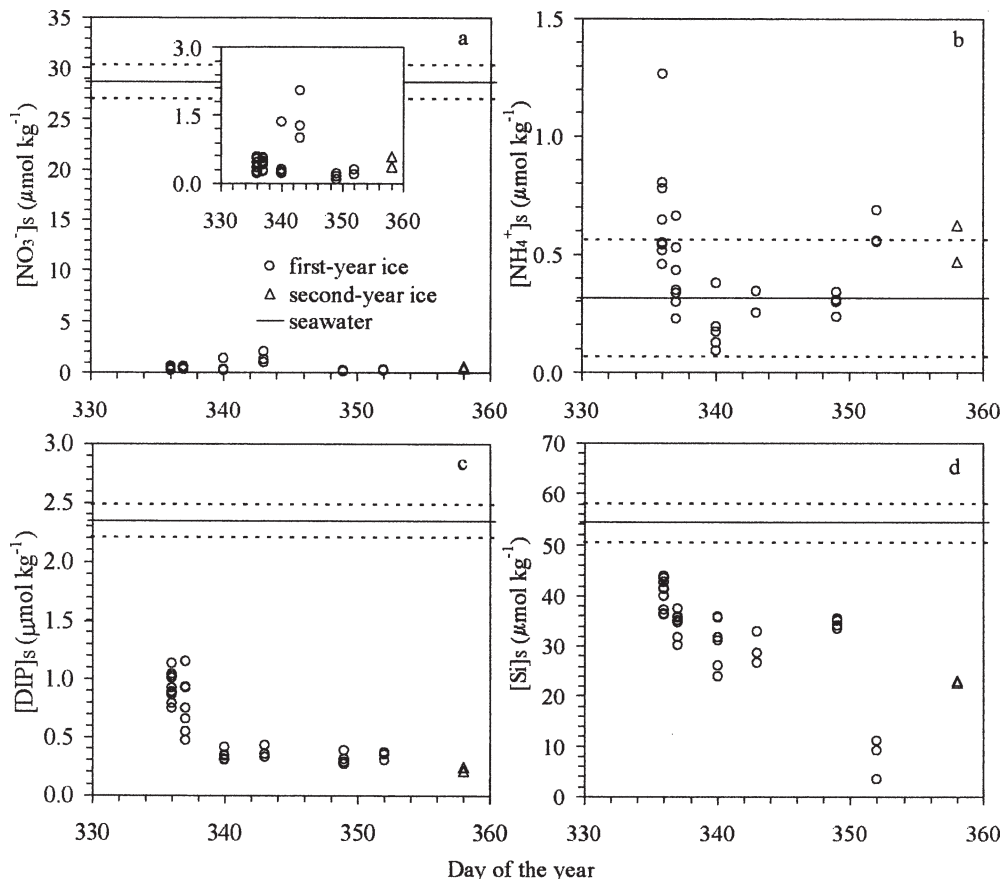 a
[NO3-]s (μmol kg-1)
35
30
25
20
15
10
5
0
3.0
1.5
0.0
330 340 350 360
first-year ice
second-year ice
seawater
330 340 350 360
b
[NH4+]s (μmol kg-1)
1.5
1.0
0.5
0.0
330 340 350 360
c
[DIP]s (μmol kg-1)
3.0
2.5
2.0
1.5
1.0
0.5
0.0
330 340 350 360
d
[Si]s (μmol kg-1)
70
60
50
40
30
20
10
0
330 340 350 360
Day of the year